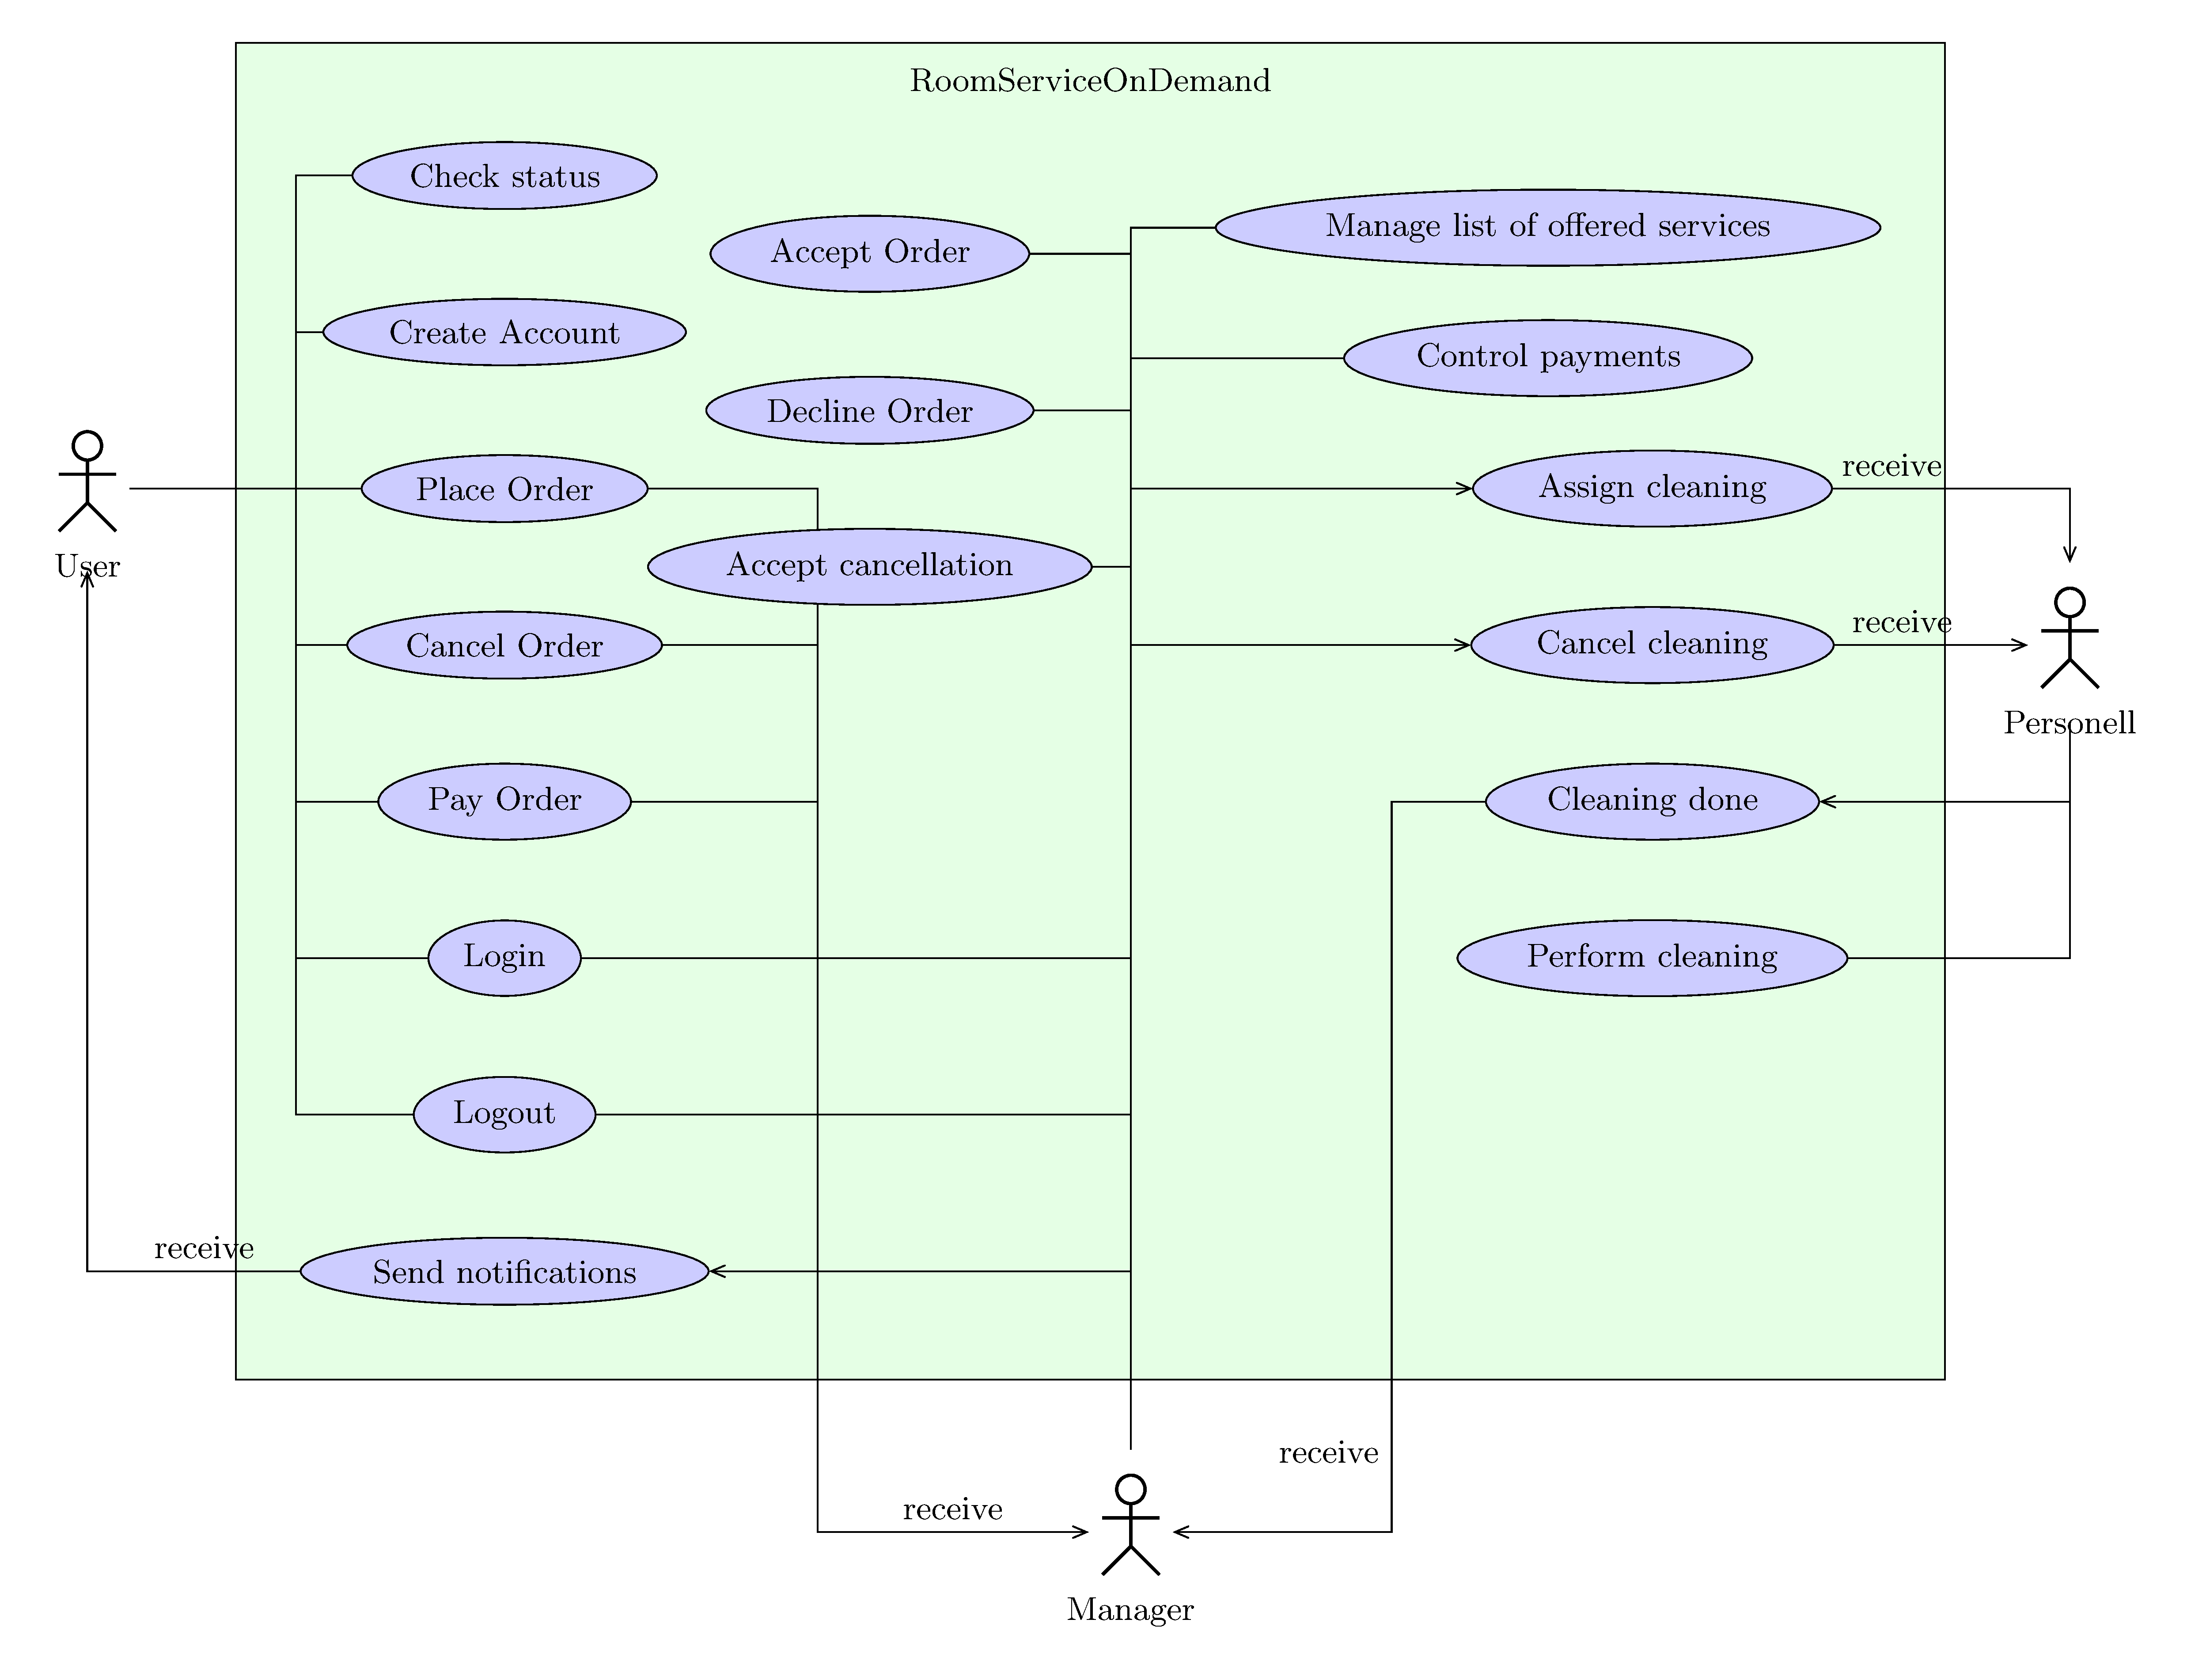 RoomServiceOnDemand
Check status
Accept Order
Manage list of offered services
Create Account
Control payments
Decline Order
Place Order
Assign cleaning
receive
User
Accept cancellation
Cancel Order
Cancel cleaning
receive
Personell
Pay Order
Cleaning done
Login
Perform cleaning
Logout
receive
Send notifications
receive
receive
Manager